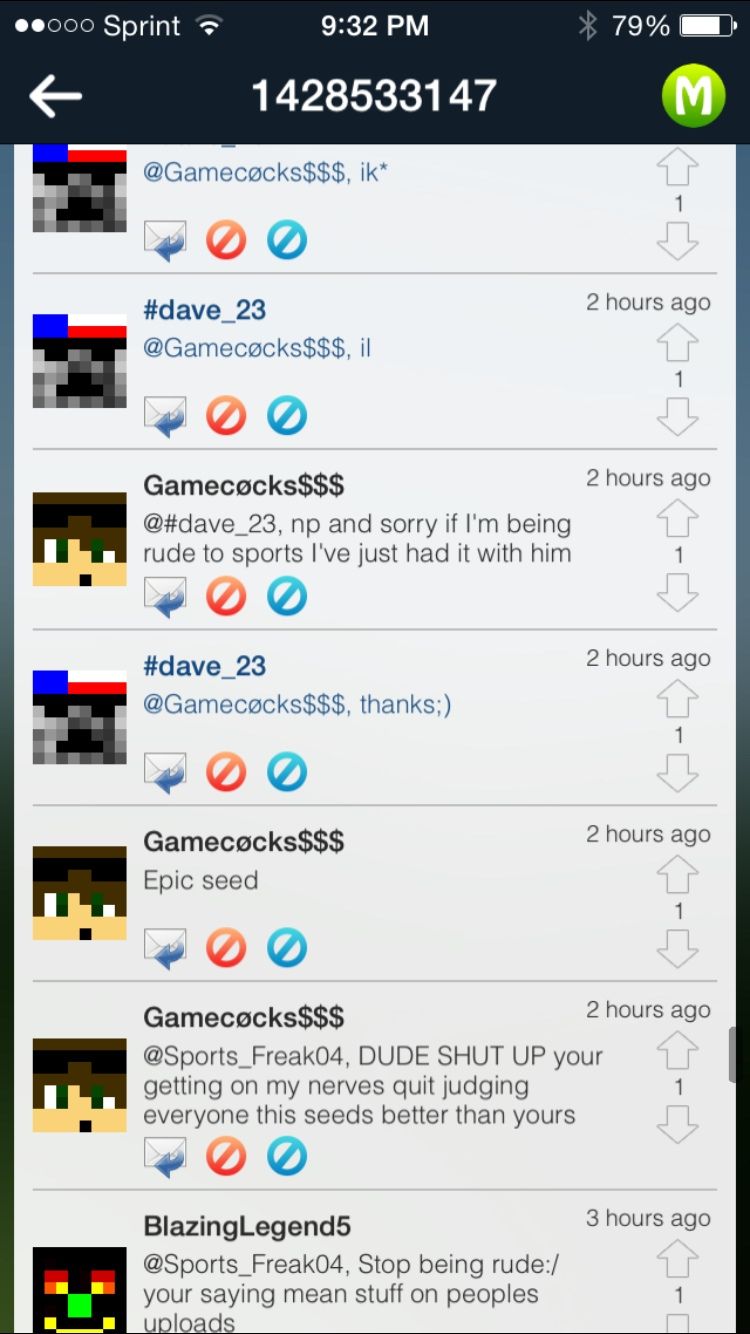 Sprint 9:32 PM 79%
1428533147 M
@Gamecøcks$$$, ik*
1
#dave_23 2 hours ago
@Gamecøcks$$$, il
1
Gamecøcks$$$ 2 hours ago
@#dave_23, np and sorry if I'm being
rude to sports I've just had it with him
1
#dave_23 2 hours ago
@Gamecøcks$$$, thanks;)
1
Gamecøcks$$$ 2 hours ago
Epic seed
1
Gamecøcks$$$ 2 hours ago
@Sports_Freak04, DUDE SHUT UP your
getting on my nerves quit judging
everyone this seeds better than yours
1
BlazingLegend5 3 hours ago
@Sports_Freak04, Stop being rude:/
your saying mean stuff on peoples
uploads
1